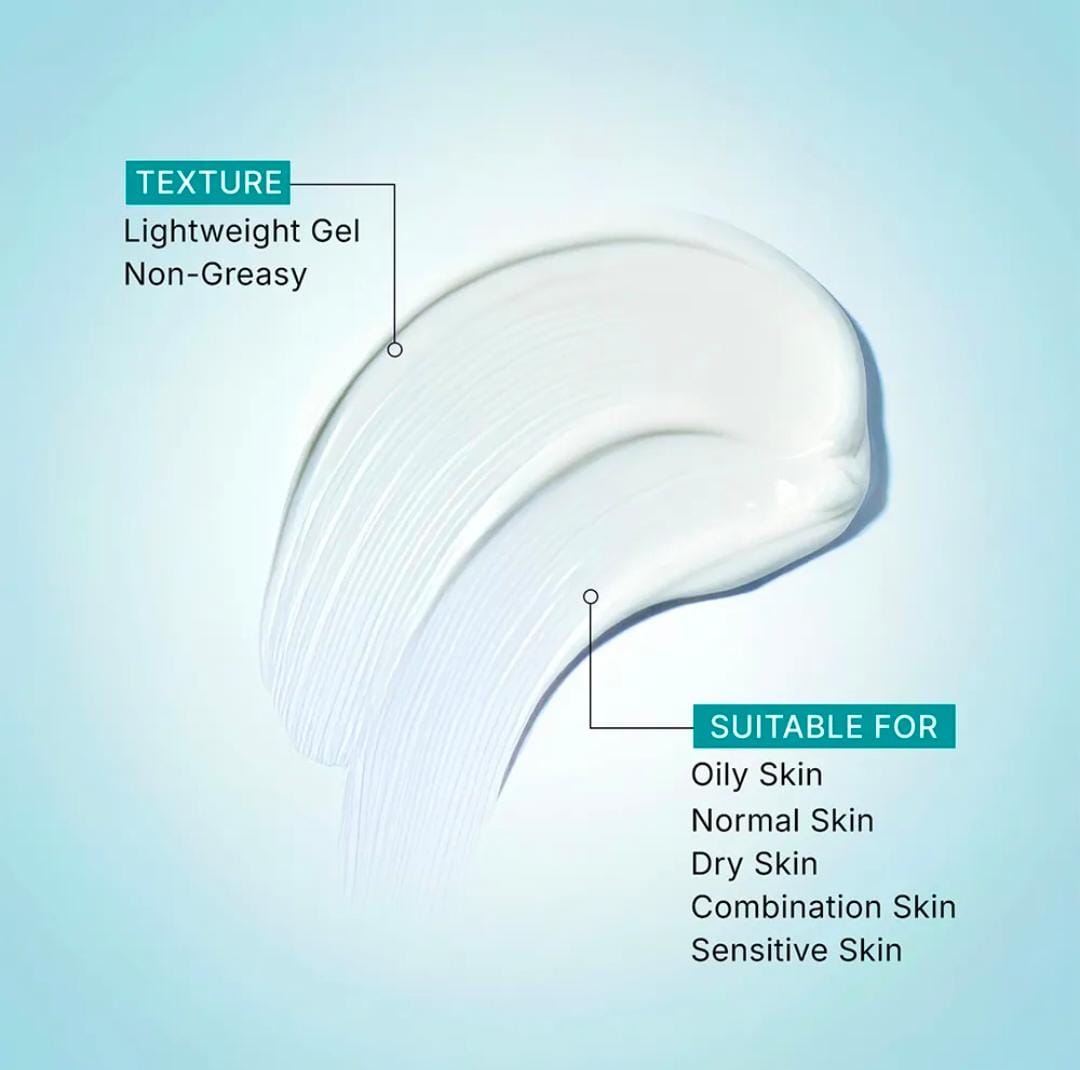 TEXTURE
Lightweight Gel
Non-Greasy
SUITABLE FOR
Oily Skin
Normal Skin
Dry Skin
Combination Skin
Sensitive Skin